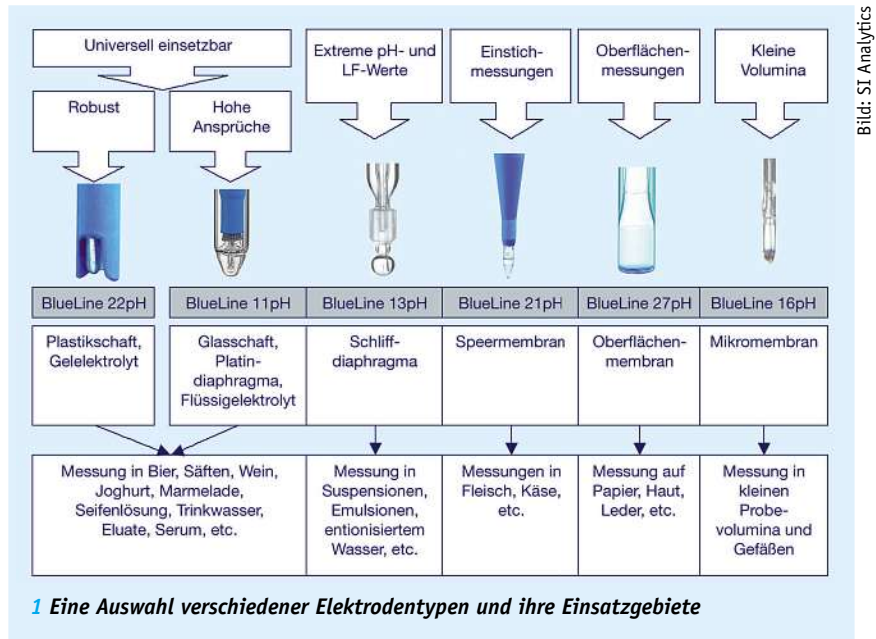 Bild: SI Analytics
Universell einsetzbar
Robust
Hohe
Ansprüche
Extreme pH- und
LF-Werte
Einstich-
messungen
Oberflächen-
messungen
Kleine
Volumina
BlueLine 22pH
BlueLine 11pH
BlueLine 13pH
BlueLine 21pH
BlueLine 27pH
BlueLine 16pH
Plastikschaft,
Gelelektrolyt
Glasschaft,
Platin-
diaphragma,
Flüssigelektrolyt
Schliff-
diaphragma
Speermembran
Oberflächen-
membran
Mikromembran
Messung in Bier, Säften, Wein,
Joghurt, Marmelade,
Seifenlösung, Trinkwasser,
Eluate, Serum, etc.
Messung in
Suspensionen,
Emulsionen,
entionisiertem
Wasser, etc.
Messungen in
Fleisch, Käse,
etc.
Messung auf
Papier, Haut,
Leder, etc.
Messung in
kleinen
Probe-
volumina und
Gefäßen
1 Eine Auswahl verschiedener Elektrodentypen und ihre Einsatzgebiete